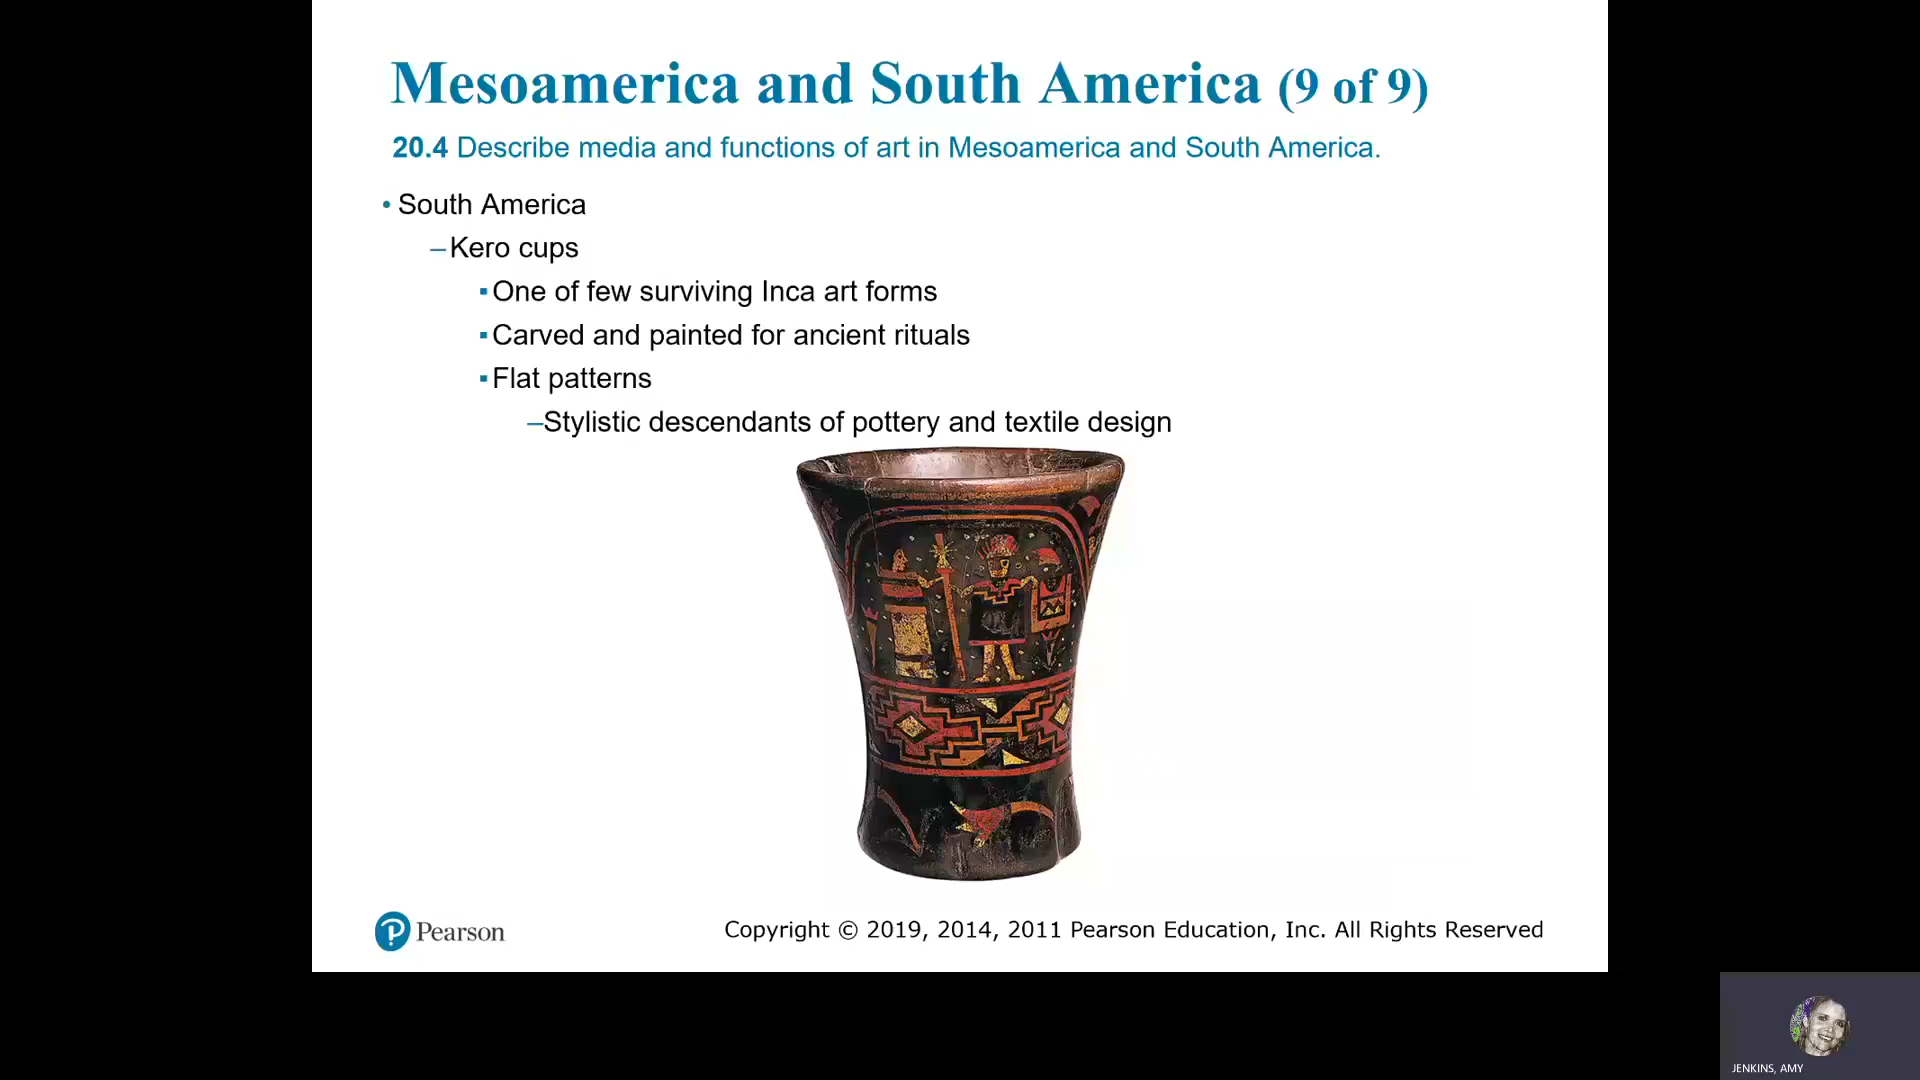 Mesoamerica and South America (9 of 9)
20.4 Describe media and functions of art in Mesoamerica and South America.
• South America
–Kero cups
▪One of few surviving Inca art forms
▪Carved and painted for ancient rituals
▪Flat patterns
–Stylistic descendants of pottery and textile design
Pearson
Copyright © 2019, 2014, 2011 Pearson Education, Inc. All Rights Reserved
JENKINS, AMY